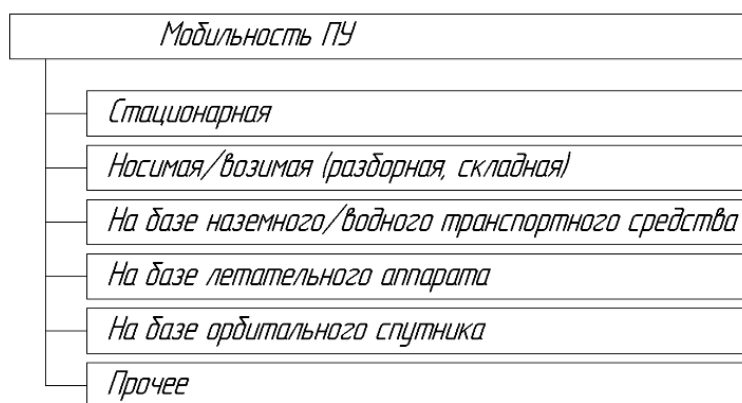 Мобильность ПУ
Стационарная
Носимая/возимая (разборная, складная)
На базе наземного/водного транспортного средства
На базе летательного аппарата
На базе орбитального спутника
Прочее